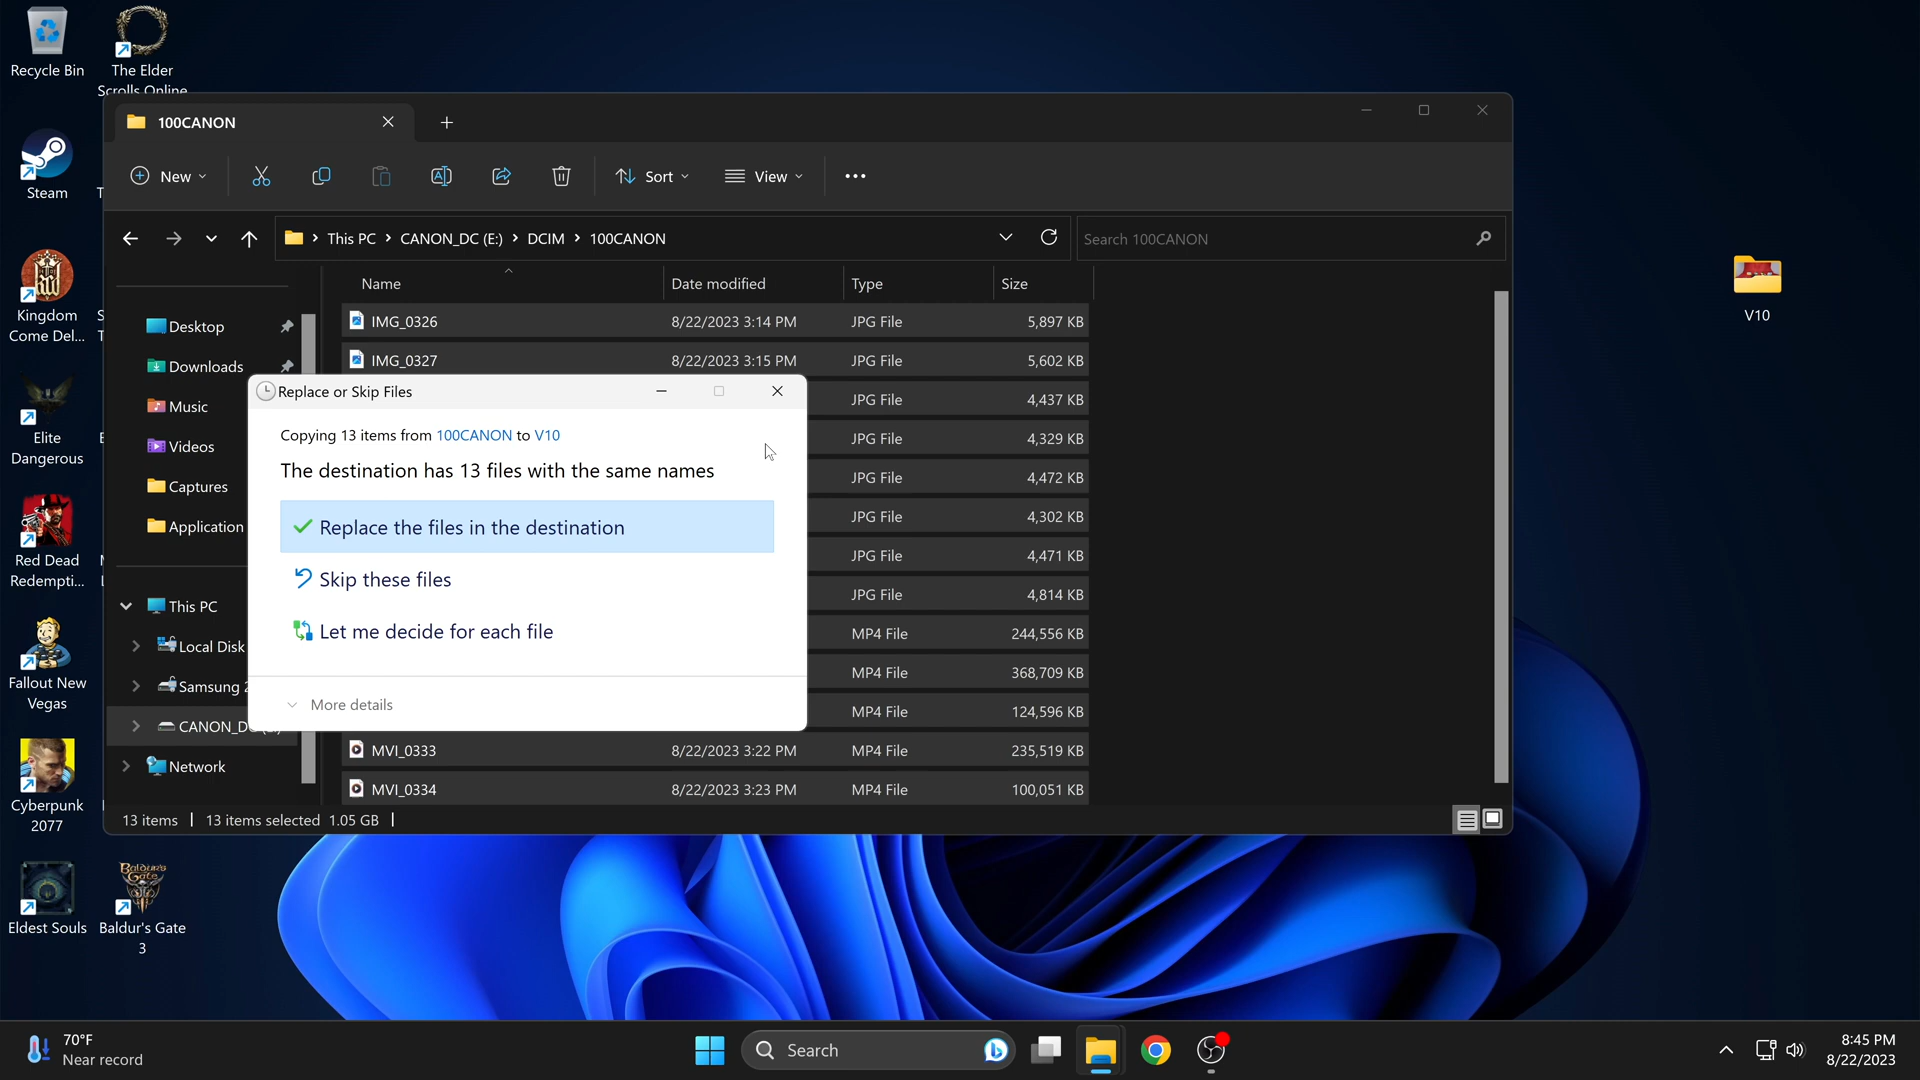 Recycle Bin
The Elder
Scrolls Online
Steam
Kingdom
Come Del...
Elite
Dangerous
Red Dead
Redempti...
Fallout New
Vegas
Cyberpunk
2077
Eldest Souls
Baldur's Gate
3
V10
100CANON
New
Sort
View
This PC
CANON_DC (E:)
DCIM
100CANON
Search 100CANON
Desktop
Downloads
Music
Videos
Captures
Application
This PC
Local Disk
Samsung
CANON_DC
Network
Name Date modified Type Size
IMG_0326 8/22/2023 3:14 PM JPG File 5,897 KB
IMG_0327 8/22/2023 3:15 PM JPG File 5,602 KB
JPG File 4,437 KB
JPG File 4,329 KB
JPG File 4,472 KB
JPG File 4,302 KB
JPG File 4,471 KB
JPG File 4,814 KB
MP4 File 244,556 KB
MP4 File 368,709 KB
MP4 File 124,596 KB
MVI_0333 8/22/2023 3:22 PM MP4 File 235,519 KB
MVI_0334 8/22/2023 3:23 PM MP4 File 100,051 KB
Replace or Skip Files
Copying 13 items from 100CANON to V10
The destination has 13 files with the same names
Replace the files in the destination
Skip these files
Let me decide for each file
More details
13 items 13 items selected 1.05 GB
70°F
Near record
Search
8:45 PM
8/22/2023